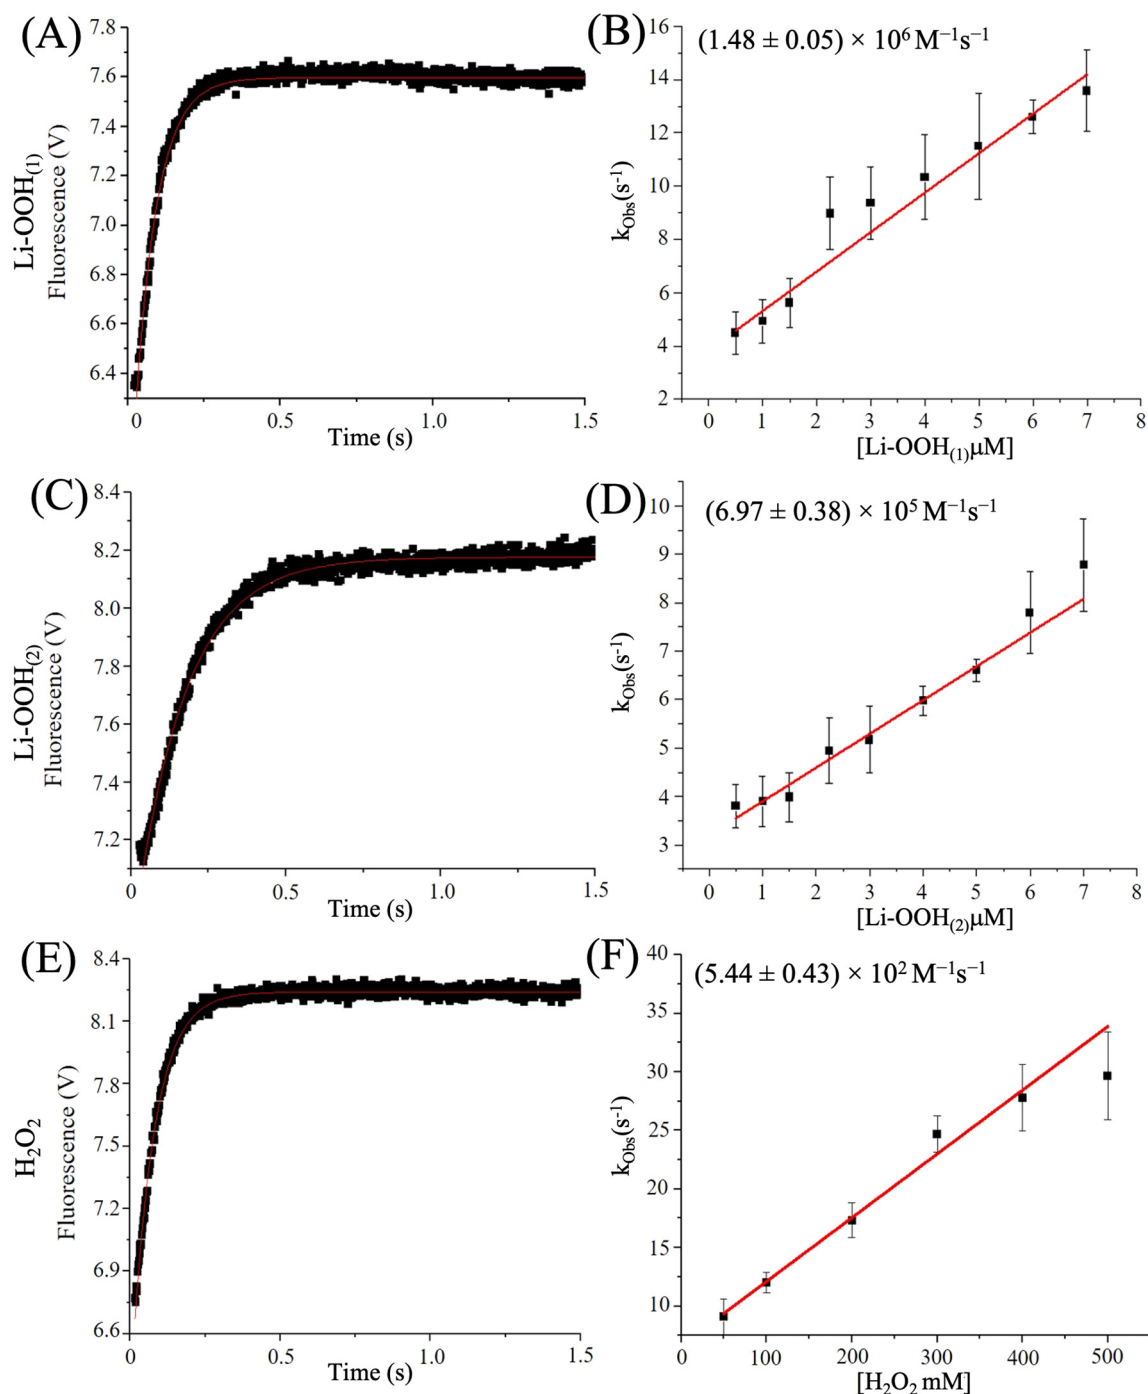 (A)
Li-OOH(1)
Fluorescence (V)
7.8
7.6
7.4
7.2
7.0
6.8
6.6
6.4
0 0.5 1.0 1.5
Time (s)
(B)
(1.48 ± 0.05) × 10⁶ M⁻¹s⁻¹
kObs(s⁻¹)
16
14
12
10
8
6
4
2
0 1 2 3 4 5 6 7 8
[Li-OOH(1)μM]
(C)
Li-OOH(2)
Fluorescence (V)
8.4
8.2
8.0
7.8
7.6
7.4
7.2
0 0.5 1.0 1.5
Time (s)
(D)
(6.97 ± 0.38) × 10⁵ M⁻¹s⁻¹
kObs(s⁻¹)
10
9
8
7
6
5
4
3
0 1 2 3 4 5 6 7 8
[Li-OOH(2)μM]
(E)
H₂O₂
Fluorescence (V)
8.4
8.1
7.8
7.5
7.2
6.9
6.6
0 0.5 1.0 1.5
Time (s)
(F)
(5.44 ± 0.43) × 10² M⁻¹s⁻¹
kObs(s⁻¹)
40
35
30
25
20
15
10
0 100 200 300 400 500
[H₂O₂ mM]